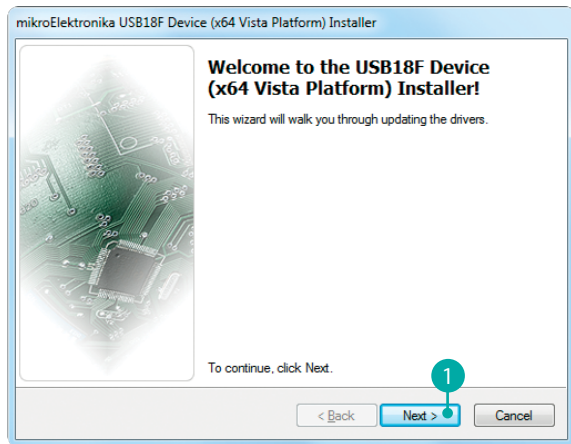 mikroElektronika USB18F Device (x64 Vista Platform) Installer
Welcome to the USB18F Device
(x64 Vista Platform) Installer!
This wizard will walk you through updating the drivers.
To continue, click Next.
1
< Back
Next >
Cancel